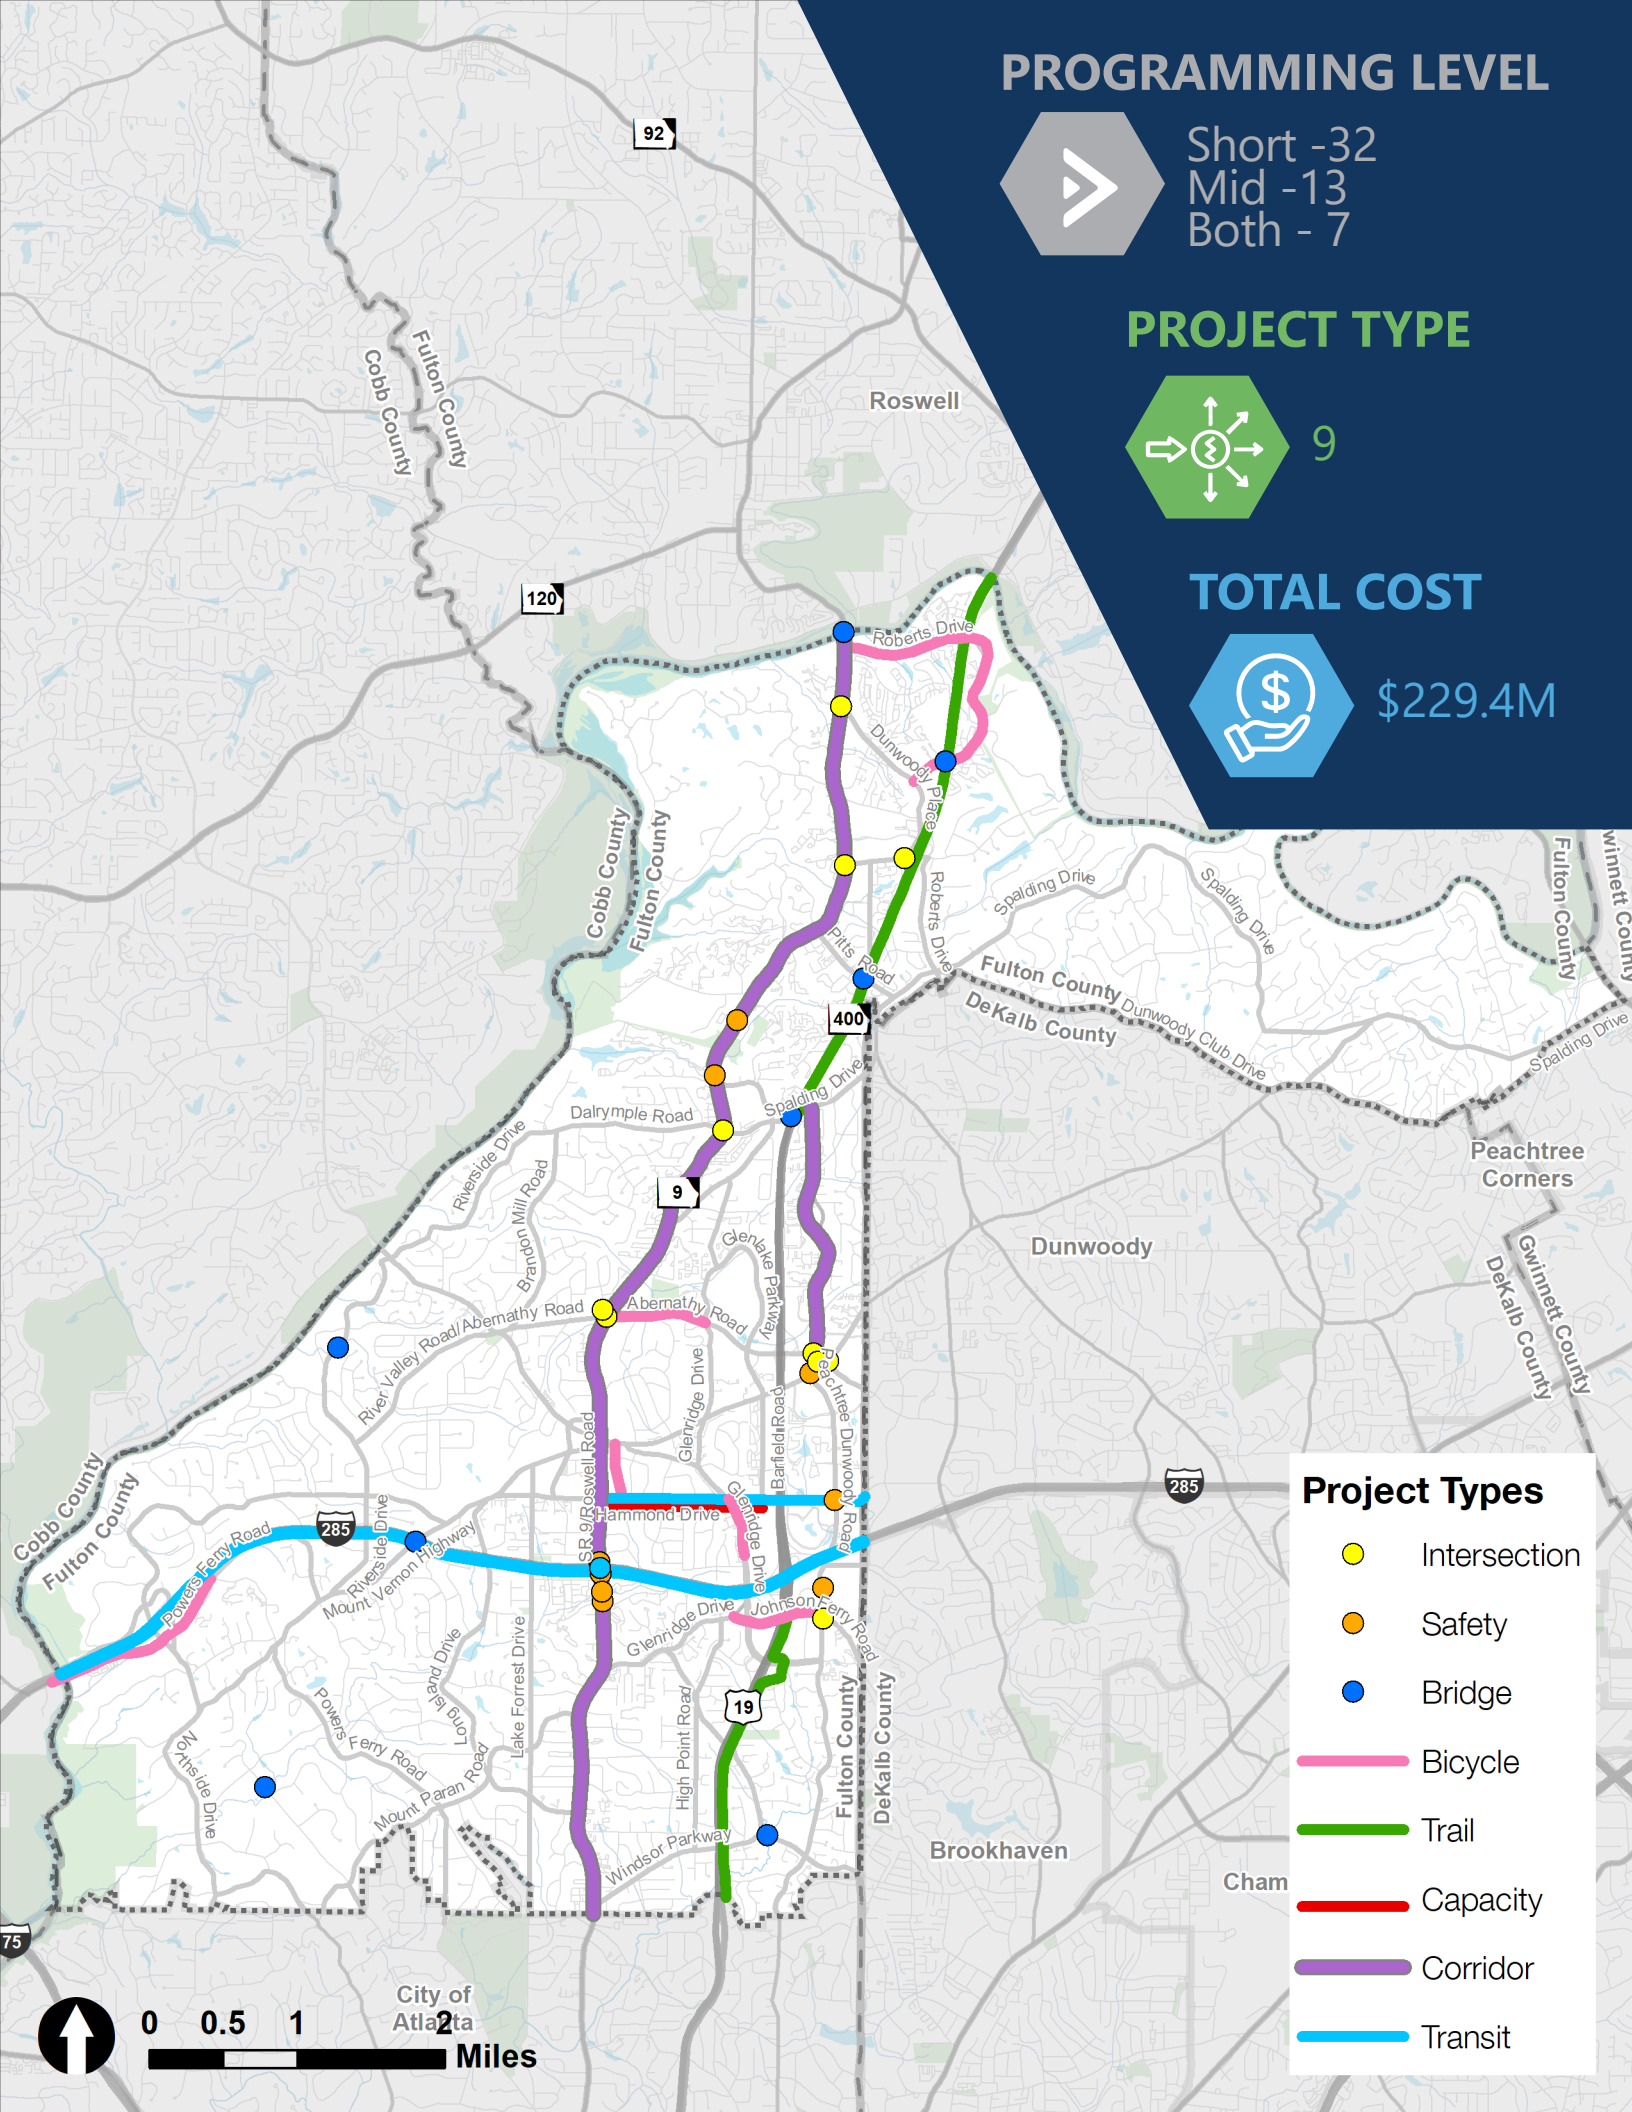 PROGRAMMING LEVEL
Short -32
Mid -13
Both - 7
PROJECT TYPE
9
TOTAL COST
$229.4M
92
Fulton County
Cobb County
Roswell
120
Roberts Drive
Dunwoody Place
Cobb County
Fulton County
Roberts Drive
Spalding Drive
Spalding Drive
Fulton County
Pitts Road
Fulton County
DeKalb County
Dunwoody Club Drive
Spalding Drive
400
Spalding Drive
Dalrymple Road
Riverside Drive
Brandon Mill Road
9
Peachtree
Corners
Dunwoody
Gwinnett County
DeKalb County
Glenlake Parkway
Abernathy Road
River Valley Road/Abernathy Road
Glenridge Drive
Barfield Road
Peachtree Dunwoody Road
SR 9/Roswell Road
Hammond Drive
Glenridge Drive
285
285
Cobb County
Fulton County
Powers Ferry Road
Riverside Drive
Mount Vernon Highway
Glenridge Drive
Johnson Ferry Road
Long Island Drive
Lake Forrest Drive
High Point Road
19
Powers Ferry Road
Northside Drive
Mount Paran Road
Windsor Parkway
Fulton County
DeKalb County
Brookhaven
Cham
75
City of
Atlanta
0 0.5 1 2
Miles
Project Types
Intersection
Safety
Bridge
Bicycle
Trail
Capacity
Corridor
Transit